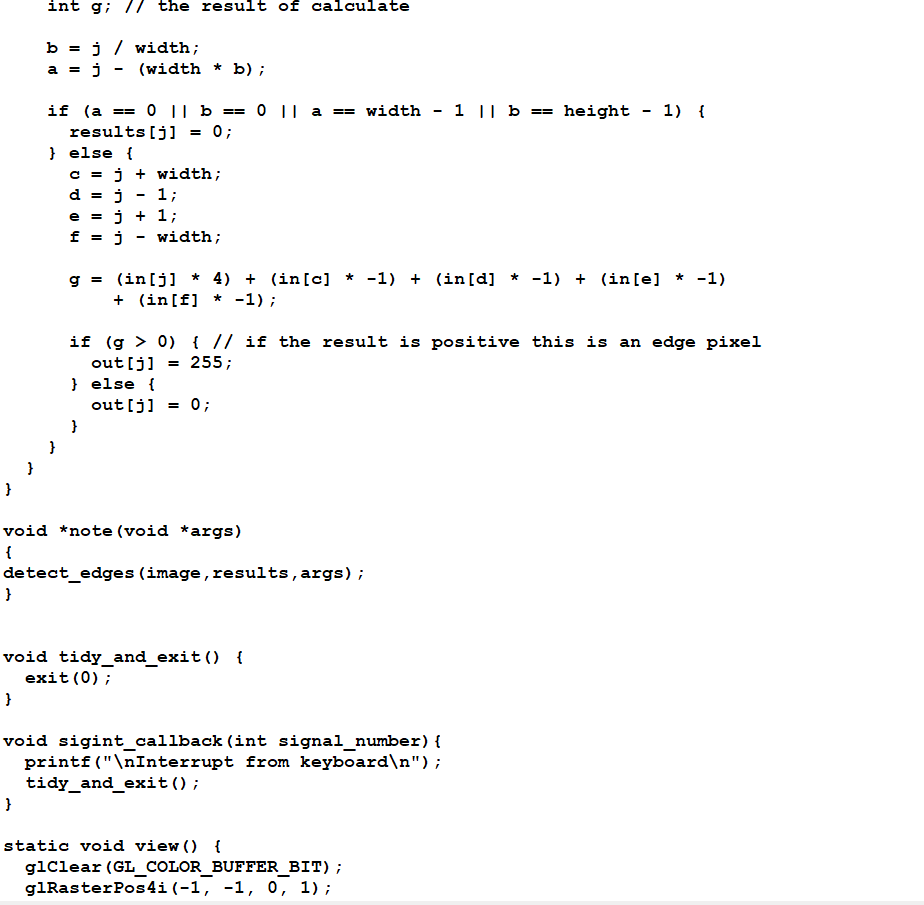 int g; // the result of calculate

    b = j / width;
    a = j - (width * b);

    if (a == 0 || b == 0 || a == width - 1 || b == height - 1) {
      results[j] = 0;
    } else {
      c = j + width;
      d = j - 1;
      e = j + 1;
      f = j - width;

      g = (in[j] * 4) + (in[c] * -1) + (in[d] * -1) + (in[e] * -1)
          + (in[f] * -1);

      if (g > 0) { // if the result is positive this is an edge pixel
        out[j] = 255;
      } else {
        out[j] = 0;
      }
    }
  }
}

void *note(void *args)
{
detect_edges(image,results,args);
}


void tidy_and_exit() {
  exit(0);
}

void sigint_callback(int signal_number){
  printf("\nInterrupt from keyboard\n");
  tidy_and_exit();
}

static void view() {
  glClear(GL_COLOR_BUFFER_BIT);
  glRasterPos4i(-1, -1, 0, 1);